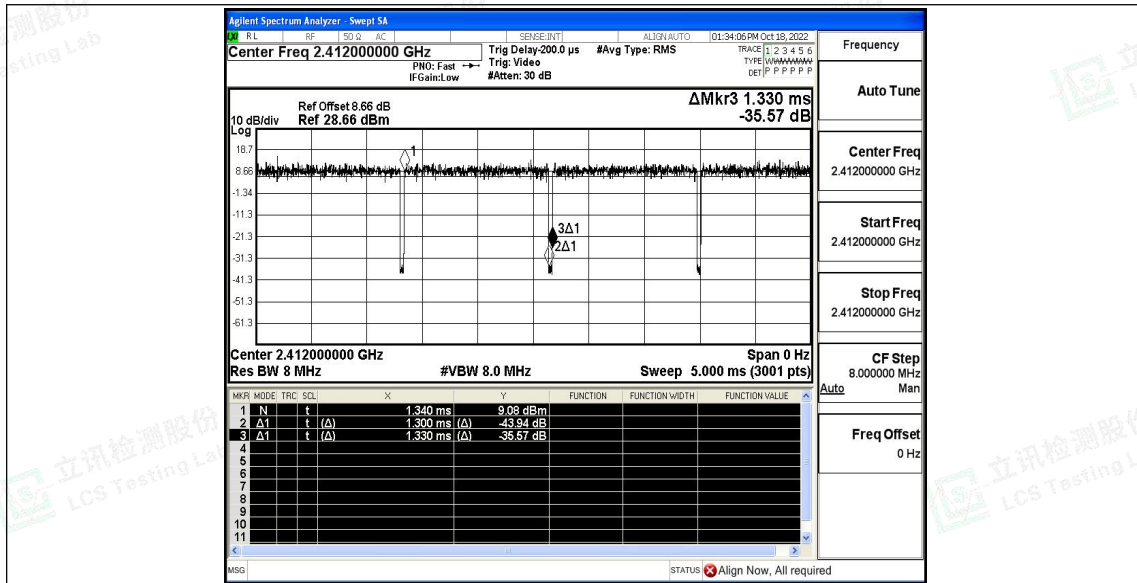 Agilent Spectrum Analyzer - Swept SA
LXI RL RF 50 Ω AC SENSE:INT ALIGN AUTO 01:34:06 PM Oct 18, 2022
Center Freq 2.412000000 GHz Trig Delay-200.0 µs #Avg Type: RMS TRACE 1 2 3 4 5 6
PNO: Fast Trig: Video TYPE
IFGain:Low #Atten: 30 dB DET P P P P P P
Frequency
Auto Tune
Center Freq
2.412000000 GHz
Start Freq
2.412000000 GHz
Stop Freq
2.412000000 GHz
CF Step
8.000000 MHz
Auto Man
Freq Offset
0 Hz
ΔMkr3 1.330 ms
-35.57 dB
Ref Offset 8.66 dB
10 dB/div Ref 28.66 dBm
Log
18.7
8.66
-1.34
-11.3
-21.3
-31.3
-41.3
-51.3
-61.3
1
3Δ1
2Δ1
Center 2.412000000 GHz Span 0 Hz
Res BW 8 MHz #VBW 8.0 MHz Sweep 5.000 ms (3001 pts)
MKR MODE TRC SCL X Y FUNCTION FUNCTION WIDTH FUNCTION VALUE
1 N t 1.340 ms 9.08 dBm
2 Δ1 t (Δ) 1.300 ms (Δ) -43.94 dB
3 Δ1 t (Δ) 1.330 ms (Δ) -35.57 dB
4
5
6
7
8
9
10
11
MSG STATUS Align Now, All required
立讯检测股份
LCS Testing Lab